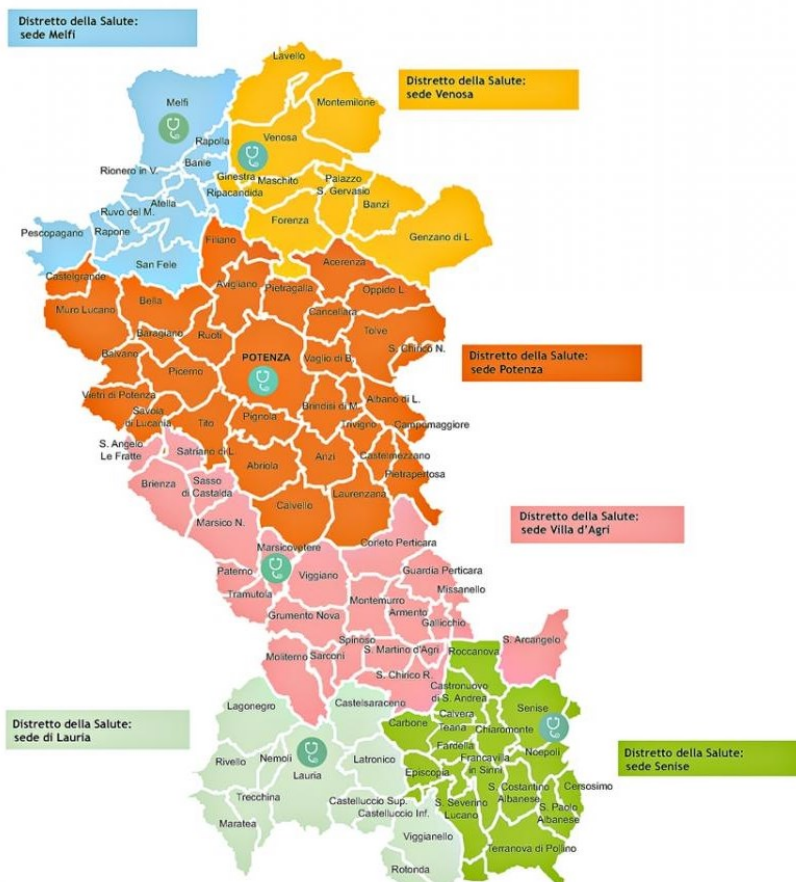 Distretto della Salute:
sede Melfi
Lavello
Distretto della Salute:
sede Venosa
Melfi
Montemilone
Rapolla
Venosa
Barile
Rionero in V.
Ginestra
Maschito
Palazzo
S. Gervasio
Ripacandida
Atella
Banzi
Ruvo del M.
Forenza
Pescopagano
Rapone
Filiano
Genzano di L.
San Fele
Acerenza
Castelgrande
Avigliano
Pietragalla
Oppido L.
Bella
Muro Lucano
Cancellara
Baragiano
Ruoti
Tolve
S. Chirico N.
Balvano
POTENZA
Vaglio di B.
Distretto della Salute:
sede Potenza
Picerno
Vietri di Potenza
Brindisi di M.
Albano di L.
Savoia
di Lucania
Tito
Pignola
Trivigno
Campomaggiore
S. Angelo
Le Fratte
Satriano di L
Anzi
Castelmezzano
Abriola
Pietrapertosa
Brienza
Sasso
di Castalda
Laurenzana
Calvello
Marsico N.
Distretto della Salute:
sede Villa d'Agri
Marsicovetere
Corleto Perticara
Paterno
Viggiano
Guardia Perticara
Tramutola
Missanello
Montemurro
Grumento Nova
Armento
Gallicchio
Spinoso
S. Arcangelo
Moliterno
Sarconi
S. Martino d'Agri
Roccanova
S. Chirico R.
Castronuovo
di S. Andrea
Lagonegro
Castelsaraceno
Senise
Distretto della Salute:
sede di Lauria
Carbone
Calvera
Teana
Chiaromonte
Rivello
Nemoli
Latronico
Fardella
Noepoli
Distretto della Salute:
sede Senise
Lauria
Episcopia
Francavilla
in Sinni
Trecchina
Castelluccio Sup.
Castelluccio Inf.
S. Severino
Lucano
S. Costantino
Albanese
Cersosimo
S. Paolo
Albanese
Maratea
Viggianello
Terranova di Pollino
Rotonda